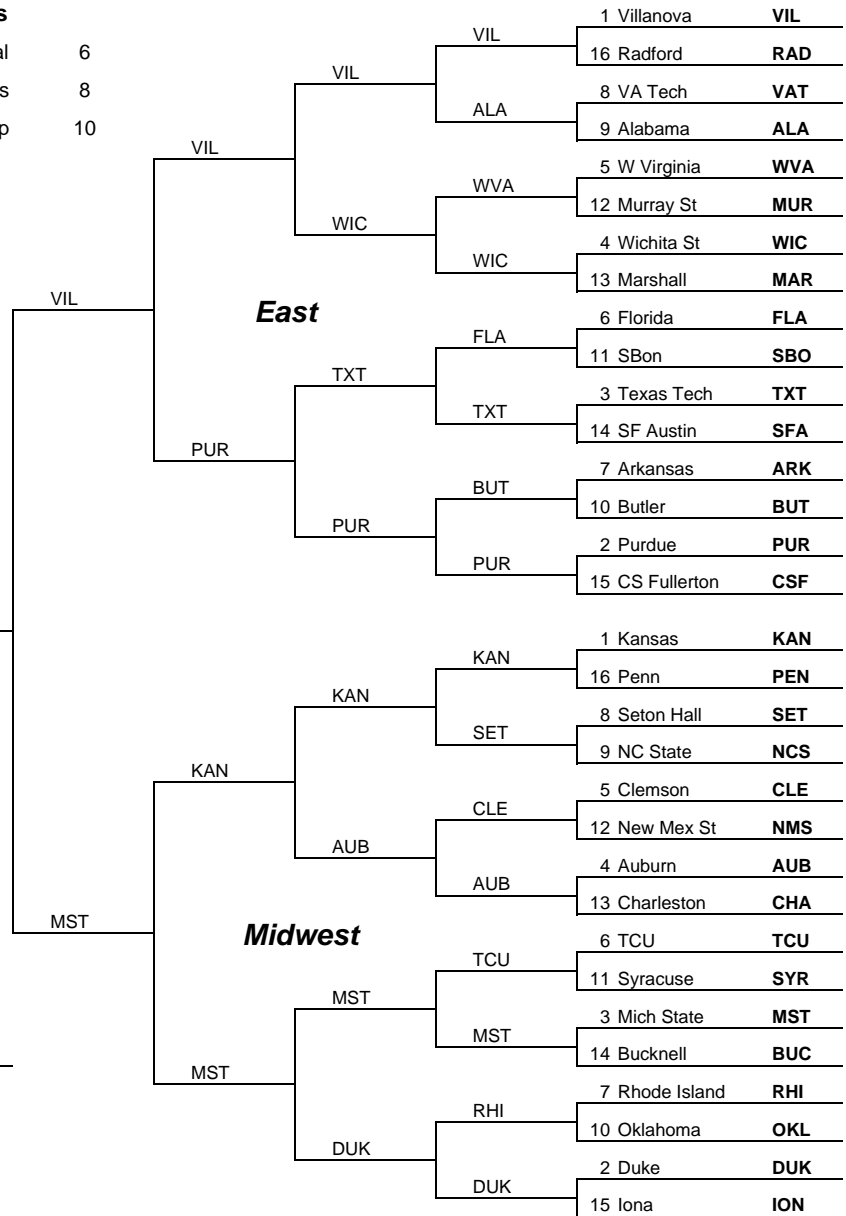 s
al 6
s 8
p 10
1 Villanova VIL
VIL
16 Radford RAD
VIL
8 VA Tech VAT
ALA
9 Alabama ALA
VIL
5 W Virginia WVA
WVA
12 Murray St MUR
WIC
4 Wichita St WIC
WIC
13 Marshall MAR
VIL
East
6 Florida FLA
FLA
11 SBon SBO
TXT
3 Texas Tech TXT
TXT
14 SF Austin SFA
PUR
7 Arkansas ARK
BUT
10 Butler BUT
PUR
2 Purdue PUR
PUR
15 CS Fullerton CSF
1 Kansas KAN
KAN
16 Penn PEN
KAN
8 Seton Hall SET
SET
9 NC State NCS
KAN
5 Clemson CLE
CLE
12 New Mex St NMS
AUB
4 Auburn AUB
AUB
13 Charleston CHA
MST
Midwest
6 TCU TCU
TCU
11 Syracuse SYR
MST
3 Mich State MST
MST
14 Bucknell BUC
MST
7 Rhode Island RHI
RHI
10 Oklahoma OKL
DUK
2 Duke DUK
DUK
15 Iona ION